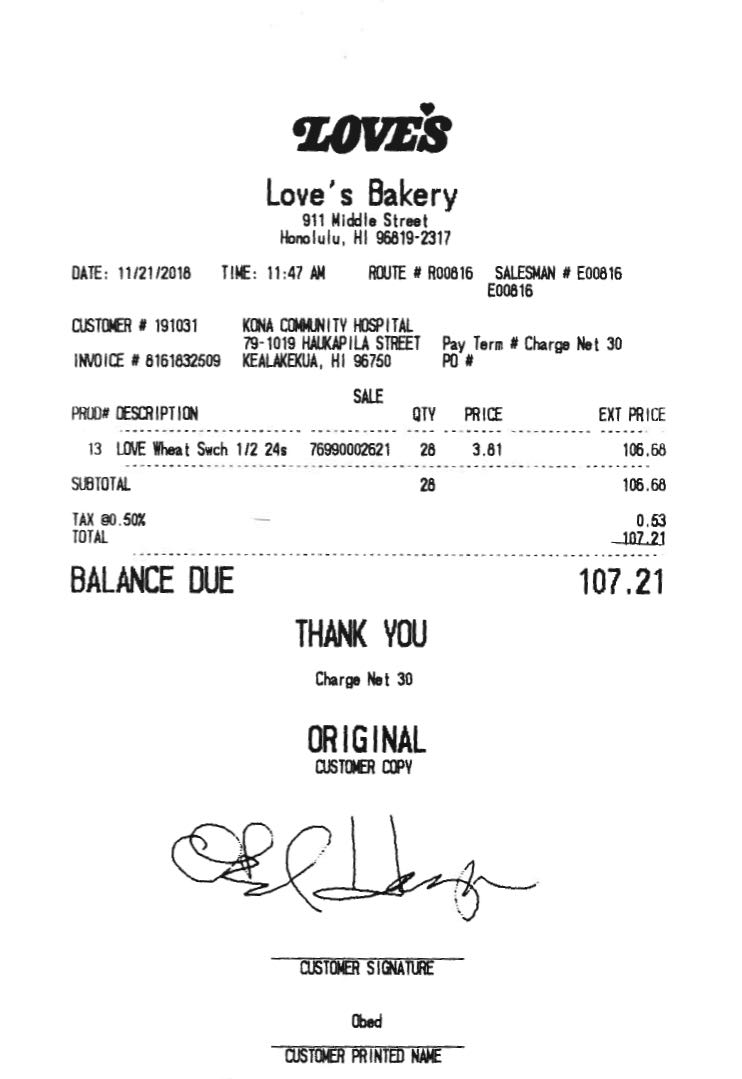 LOVE'S
Love's Bakery
911 Middle Street
Honolulu, HI 96819-2317
DATE: 11/21/2018 TIME: 11:47 AM ROUTE # R00816 SALESMAN # E00816
E00816
CUSTOMER # 191031 KONA COMMUNITY HOSPITAL
79-1019 HAUKAPILA STREET Pay Term # Charge Net 30
INVOICE # 8161832509 KEALAKEKUA, HI 96750 PO #
SALE
PROD# DESCRIPTION QTY PRICE EXT PRICE
13 LOVE Wheat Swch 1/2 24s 76990002621 28 3.81 106.68
SUBTOTAL 28 106.68
TAX @0.50% 0.53
TOTAL 107.21
BALANCE DUE 107.21
THANK YOU
Charge Net 30
ORIGINAL
CUSTOMER COPY
CUSTOMER SIGNATURE
Obed
CUSTOMER PRINTED NAME